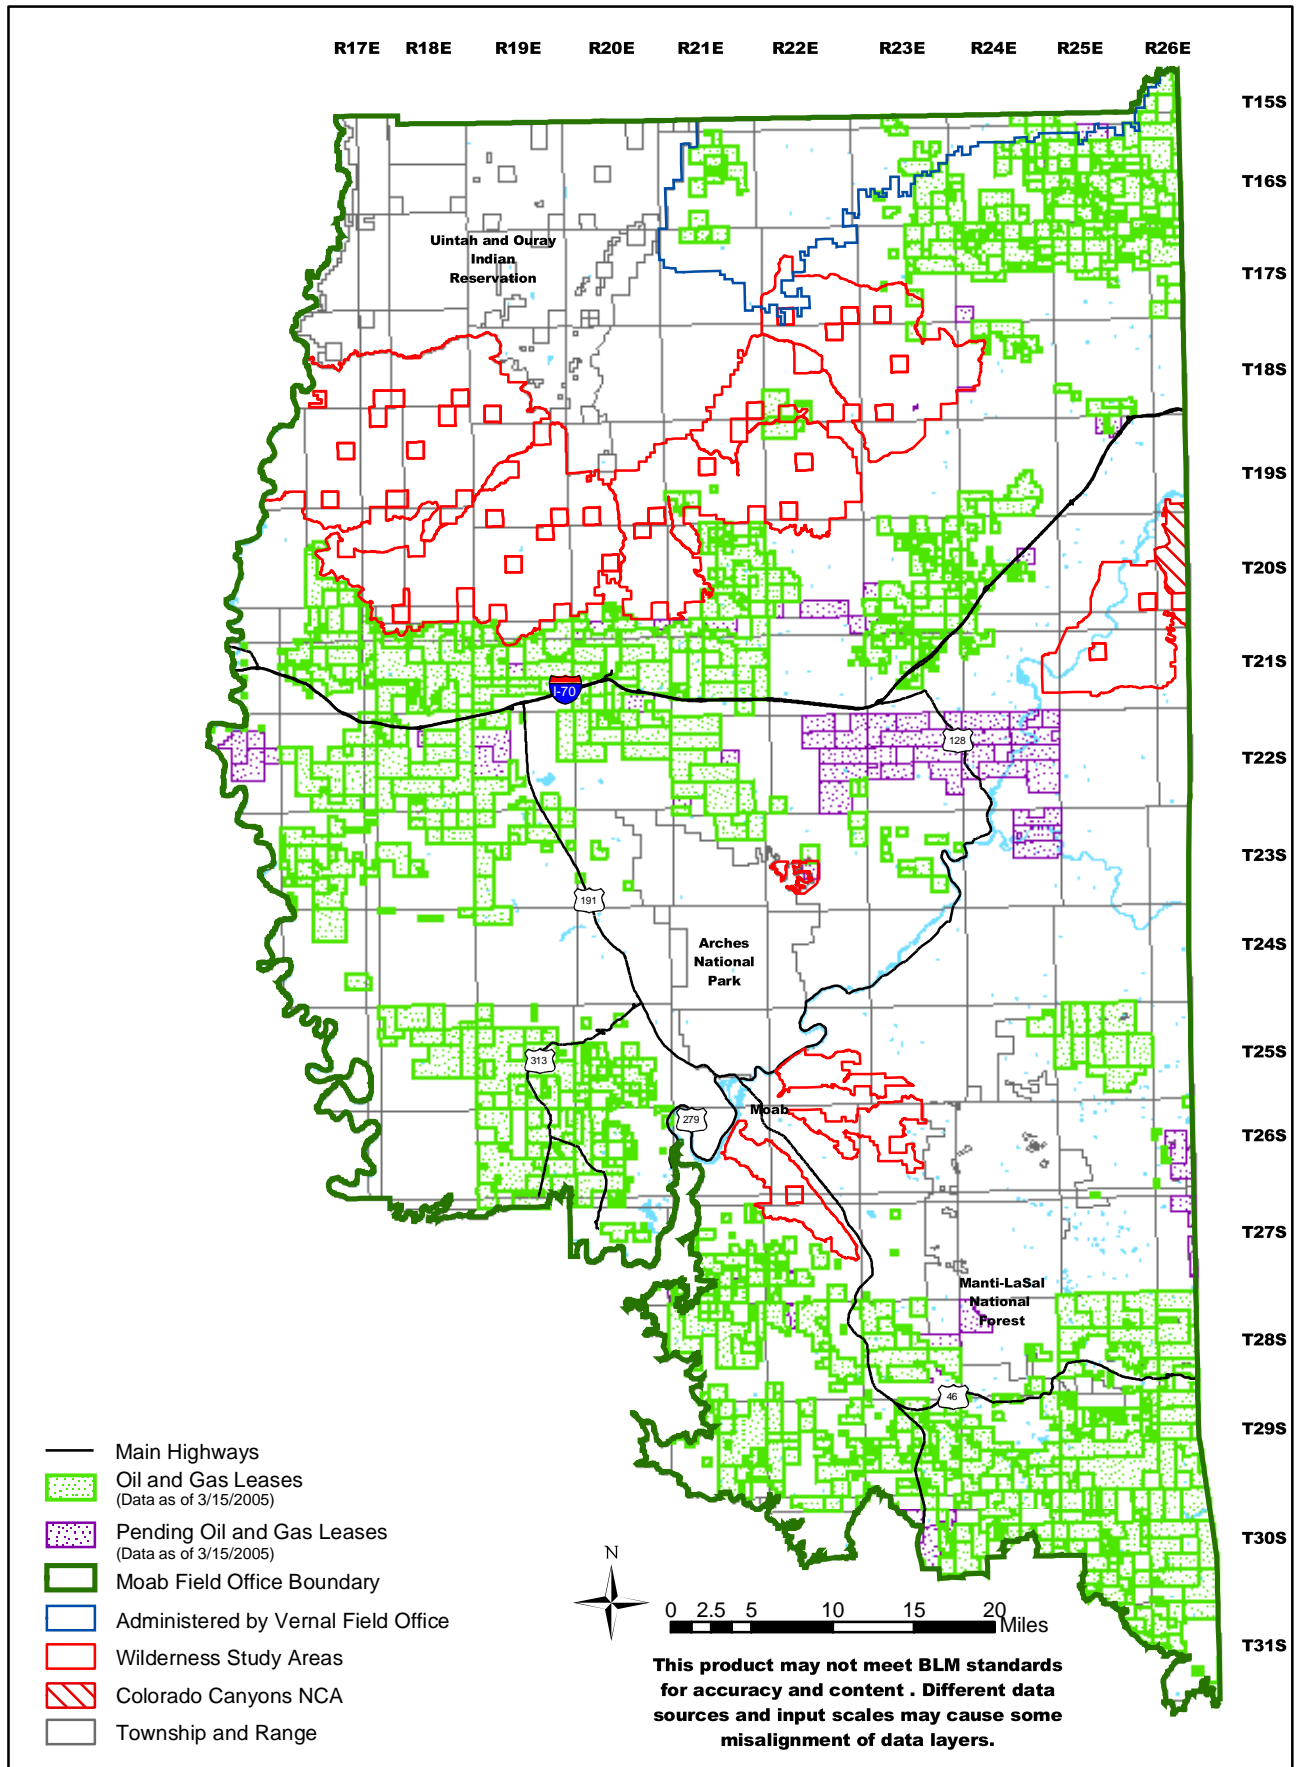 R17E R18E R19E R20E R21E R22E R23E R24E R25E R26E
T15S
T16S
Uintah and Ouray
Indian
Reservation
T17S
T18S
T19S
T20S
T21S
I-70
128
T22S
T23S
191
Arches
National
Park
T24S
313
T25S
279
Moab
T26S
T27S
Manti-LaSal
National
Forest
T28S
46
T29S
T30S
T31S
Main Highways
Oil and Gas Leases
(Data as of 3/15/2005)
Pending Oil and Gas Leases
(Data as of 3/15/2005)
Moab Field Office Boundary
Administered by Vernal Field Office
Wilderness Study Areas
Colorado Canyons NCA
Township and Range
N
0 2.5 5 10 15 20
Miles
This product may not meet BLM standards
for accuracy and content . Different data
sources and input scales may cause some
misalignment of data layers.